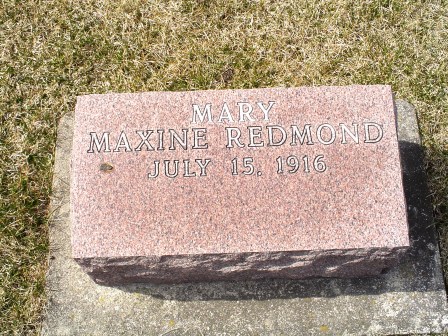 MARY
MAXINE REDMOND
JULY 15, 1916